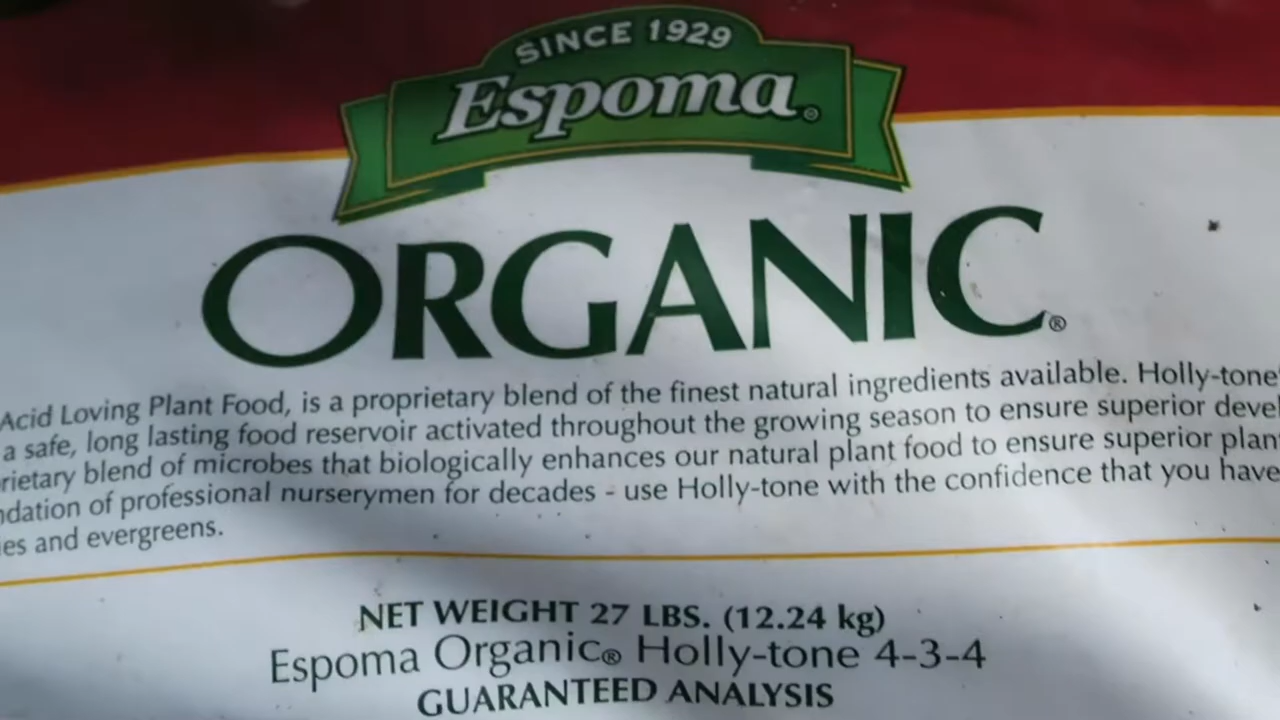 SINCE 1929
Espoma®
ORGANIC®
Acid Loving Plant Food, is a proprietary blend of the finest natural ingredients available. Holly-tone
a safe, long lasting food reservoir activated throughout the growing season to ensure superior devel
rietary blend of microbes that biologically enhances our natural plant food to ensure superior plant
ndation of professional nurserymen for decades - use Holly-tone with the confidence that you have
ies and evergreens.
NET WEIGHT 27 LBS. (12.24 kg)
Espoma Organic® Holly-tone 4-3-4
GUARANTEED ANALYSIS